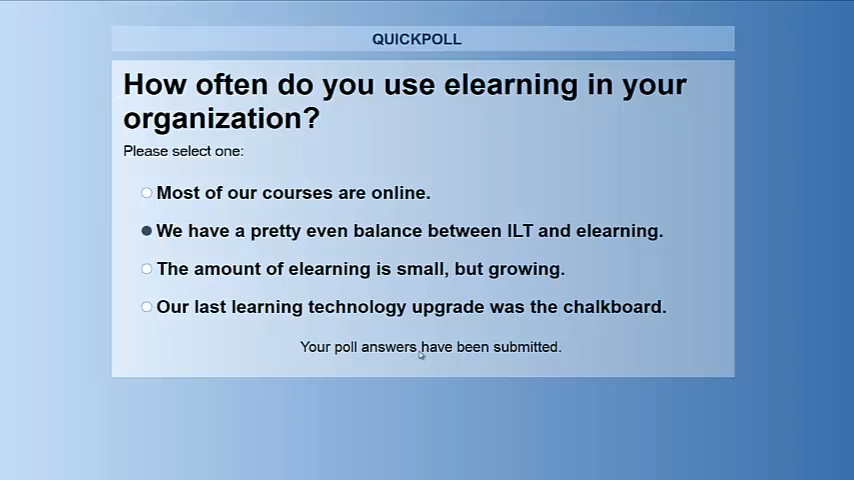 QUICKPOLL
How often do you use elearning in your
organization?
Please select one:
Most of our courses are online.
We have a pretty even balance between ILT and elearning.
The amount of elearning is small, but growing.
Our last learning technology upgrade was the chalkboard.
Your poll answers have been submitted.